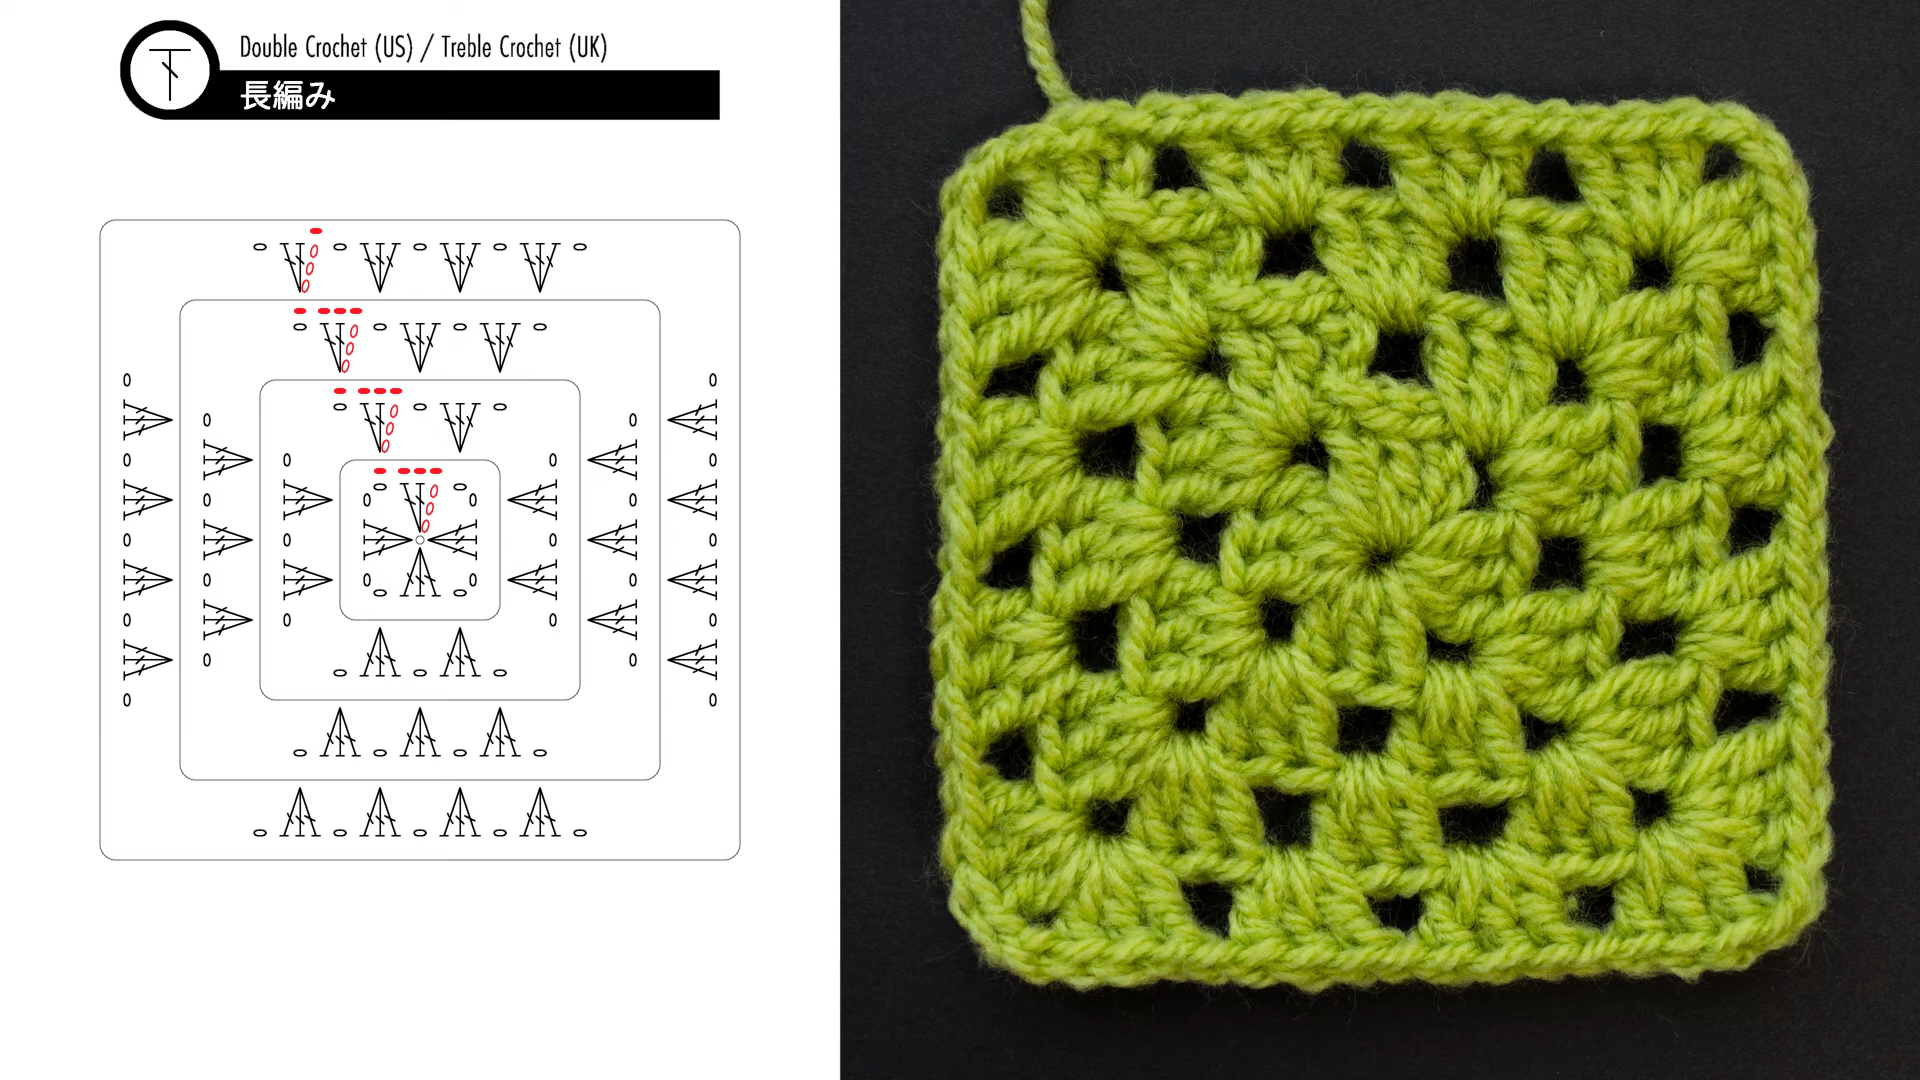 Double Crochet (US) / Treble Crochet (UK)
長編み